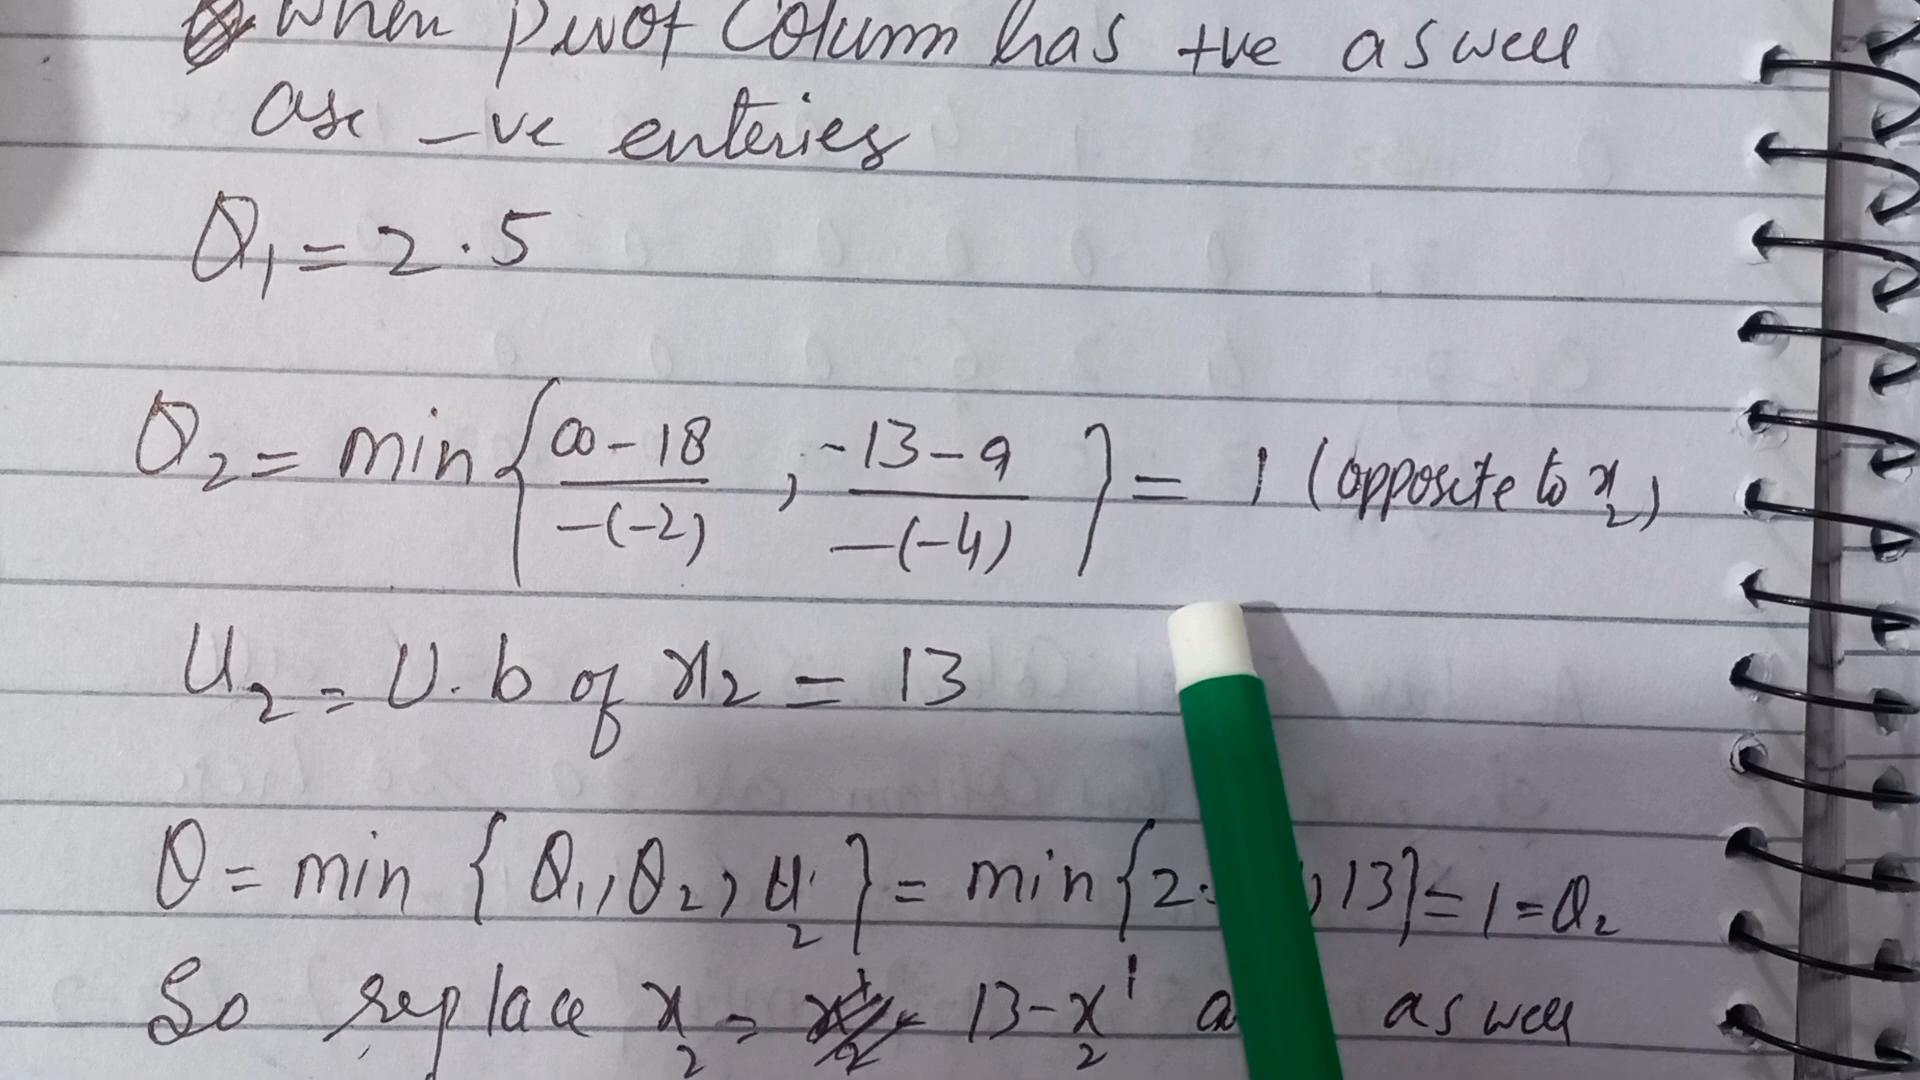 When pivot Column has +ve as well
as -ve enteries
θ₁ = 2.5
θ₂ = min { ∞-18 / -(-2) , -13-9 / -(-4) } = 1 (opposite to x₂)
U₂ = U.b of x₂ = 13
θ = min { θ₁, θ₂, U₂ } = min { 2. , 13 } = 1 = θ₂
So replace x₂ = 13-x₂' as well